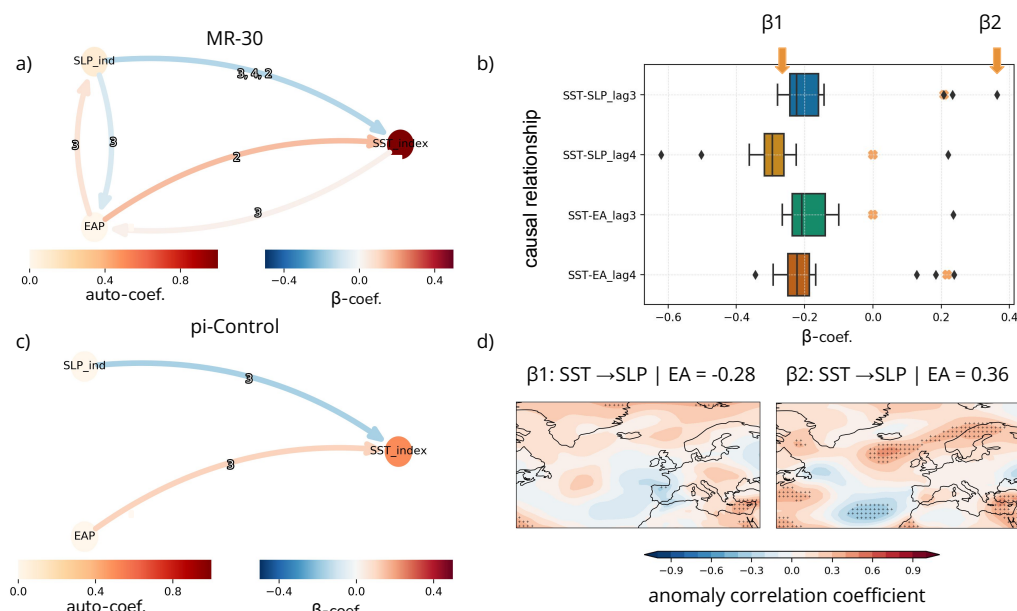 MR-30
a)
SLP_ind
3, 4, 2
3
3
SST_index
2
3
EAP
0.0 0.4 0.8
auto-coef.
−0.4 0.0 0.4
β-coef.
pi-Control
c)
SLP_ind
3
SST_index
3
EAP
0.0 0.4 0.8
auto-coef.
−0.4 0.0 0.4
β-coef.
β1 β2
b)
causal relationship
SST-SLP_lag3
SST-SLP_lag4
SST-EA_lag3
SST-EA_lag4
−0.6 −0.4 −0.2 0.0 0.2 0.4
β-coef.
d)
β1: SST →SLP | EA = -0.28
β2: SST →SLP | EA = 0.36
−0.9 −0.6 −0.3 0.0 0.3 0.6 0.9
anomaly correlation coefficient